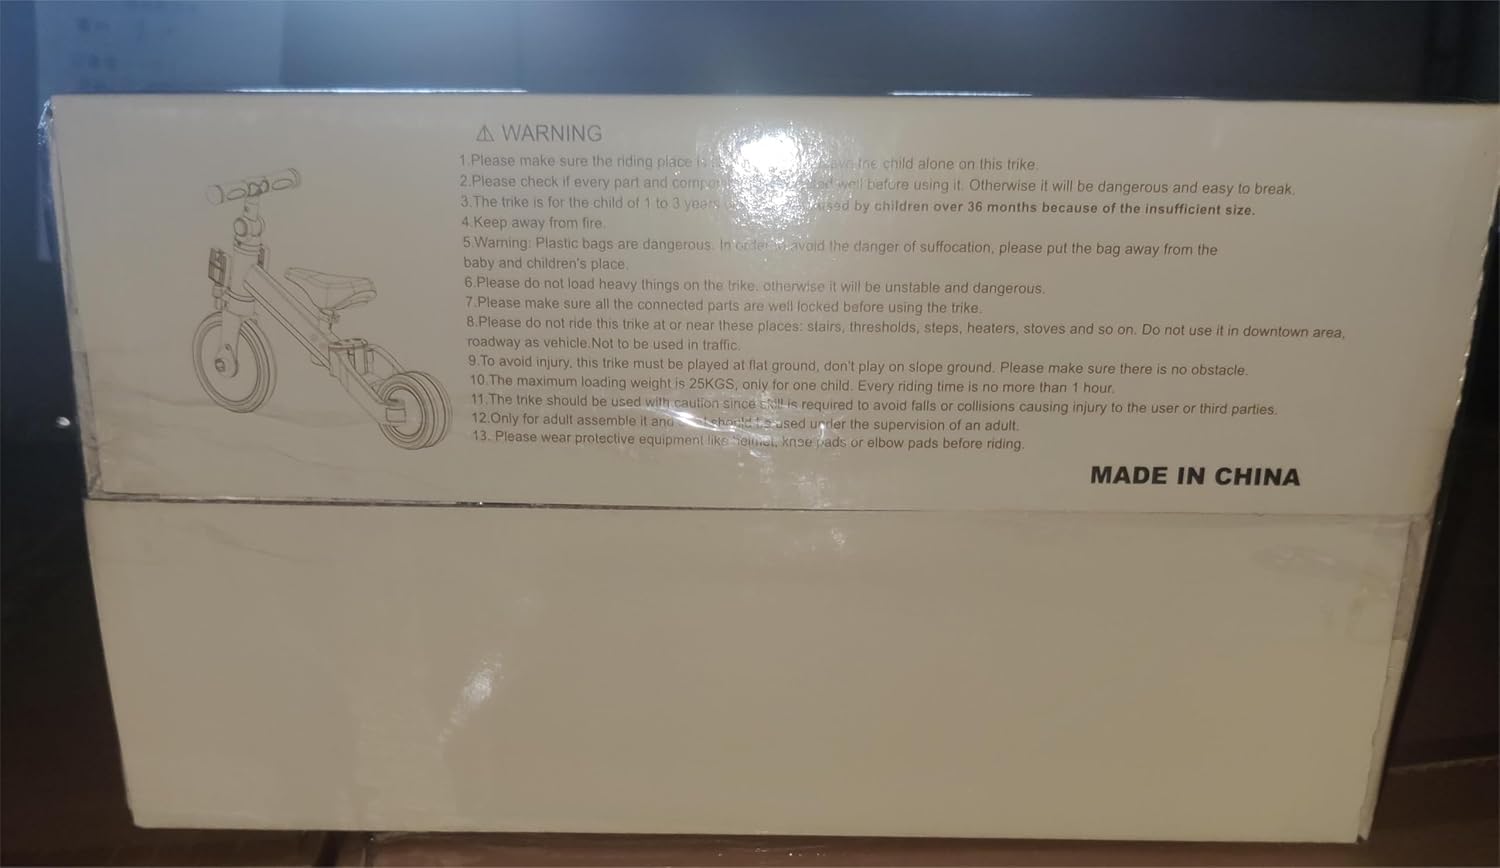 ⚠ WARNING
1.Please make sure the riding place is the child alone on this trike.
2.Please check if every part and well before using it. Otherwise it will be dangerous and easy to break.
3.The trike is for the child of 1 to 3 years by children over 36 months because of the insufficient size.
4.Keep away from fire.
5.Warning: Plastic bags are dangerous. In order avoid the danger of suffocation, please put the bag away from the
baby and children's place.
6.Please do not load heavy things on the trike, otherwise it will be unstable and dangerous.
7.Please make sure all the connected parts are well locked before using the trike.
8.Please do not ride this trike at or near these places: stairs, thresholds, steps, heaters, stoves and so on. Do not use it in downtown area,
roadway as vehicle.Not to be used in traffic.
9.To avoid injury, this trike must be played at flat ground, don't play on slope ground. Please make sure there is no obstacle.
10.The maximum loading weight is 25KGS, only for one child. Every riding time is no more than 1 hour.
11.The trike should be used with caution since skill is required to avoid falls or collisions causing injury to the user or third parties.
12.Only for adult assemble it and should be used under the supervision of an adult.
13. Please wear protective equipment like helmet, knee pads or elbow pads before riding.
MADE IN CHINA